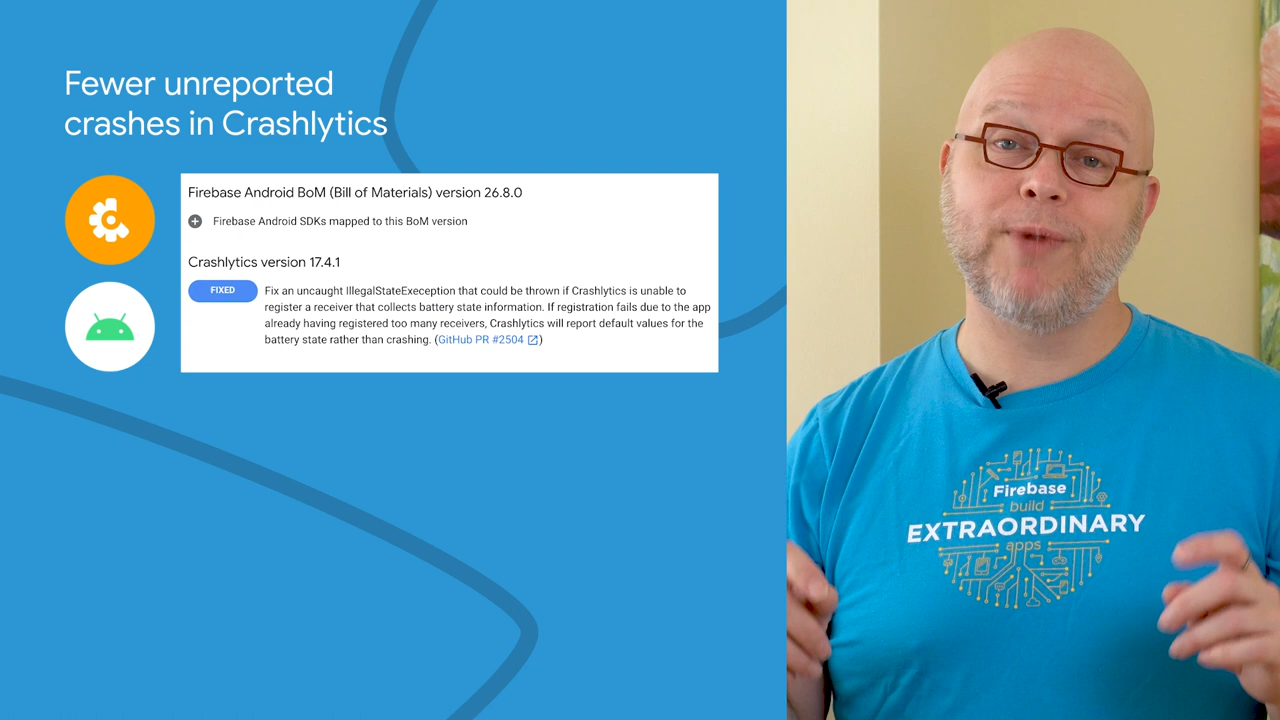 Fewer unreported
crashes in Crashlytics
Firebase Android BoM (Bill of Materials) version 26.8.0
Firebase Android SDKs mapped to this BoM version
Crashlytics version 17.4.1
FIXED
Fix an uncaught IllegalStateExeception that could be thrown if Crashlytics is unable to
register a receiver that collects battery state information. If registration fails due to the app
already having registered too many receivers, Crashlytics will report default values for the
battery state rather than crashing. (GitHub PR #2504)
Firebase
build
EXTRAORDINARY
apps